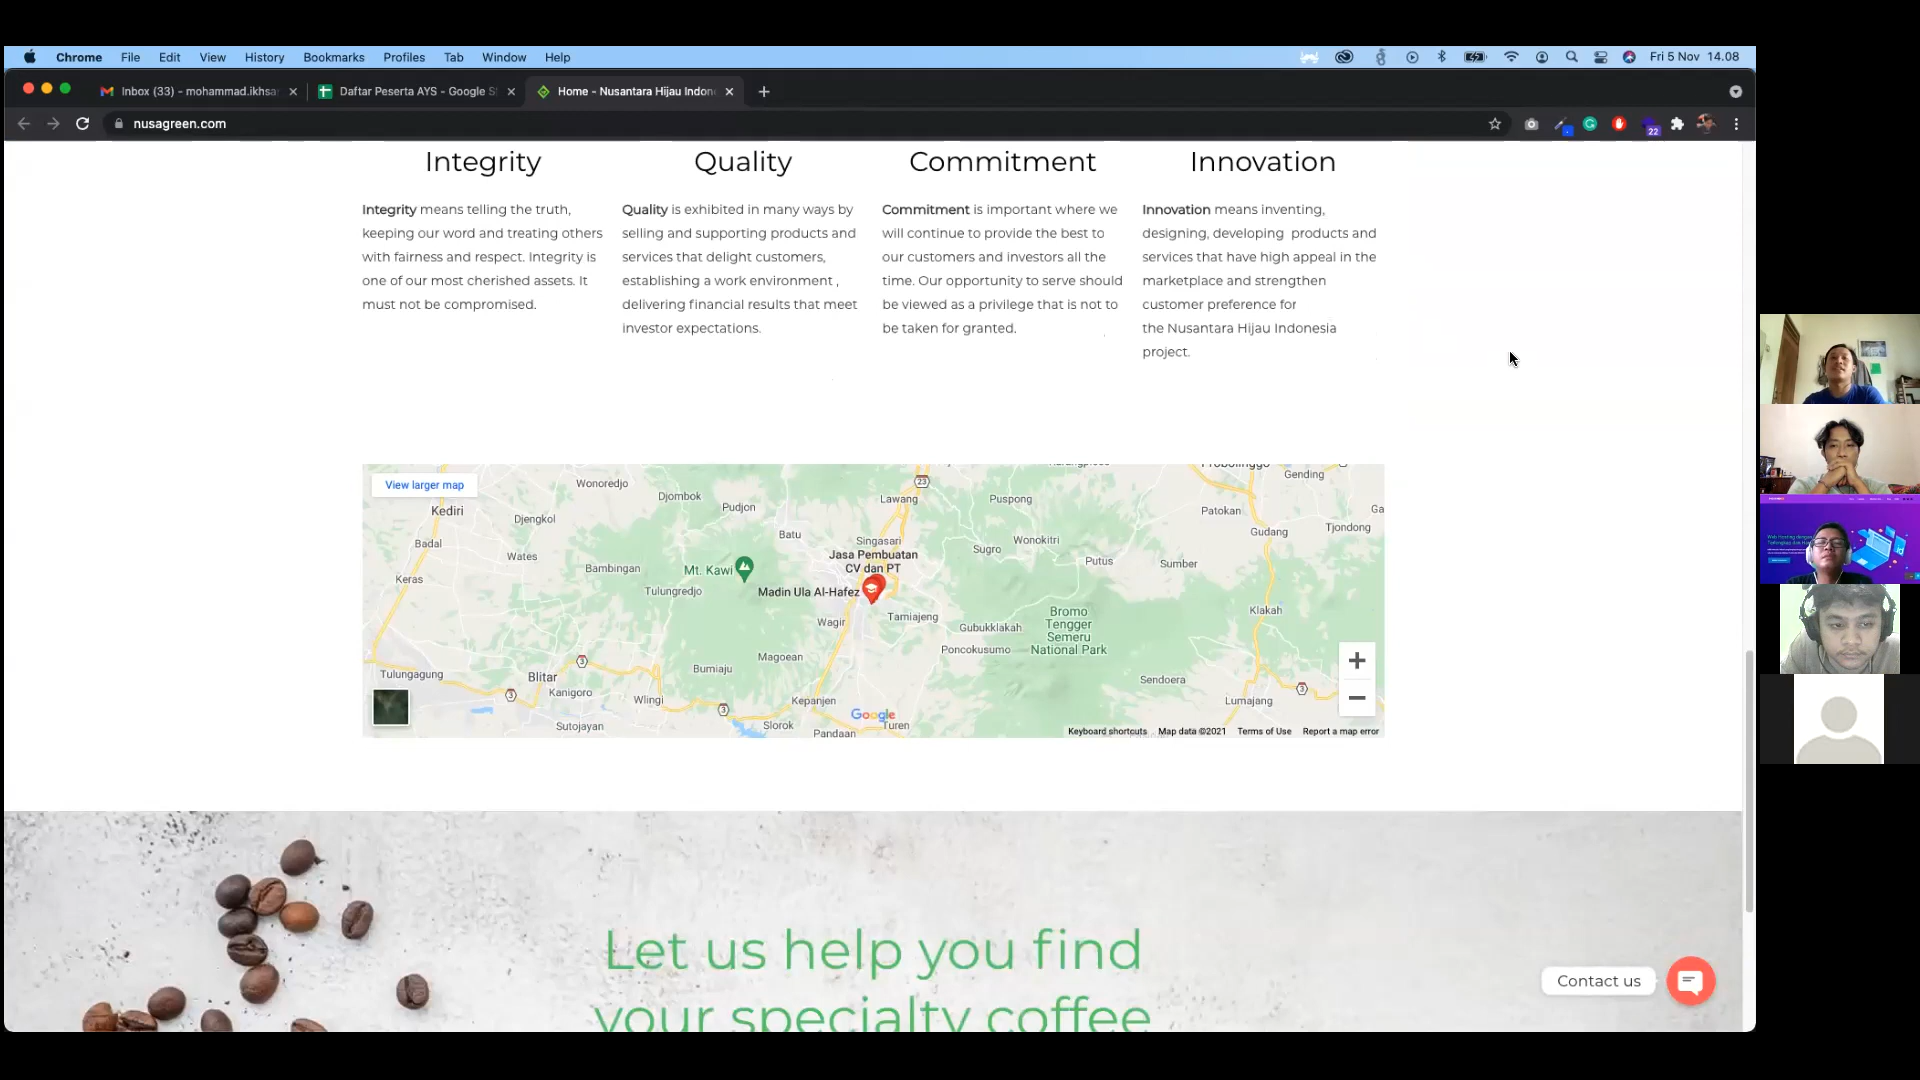 Chrome File Edit View History Bookmarks Profiles Tab Window Help Fri 5 Nov 14.08
Inbox (33) - mohammad.ikhsa Daftar Peserta AYS - Google S Home - Nusantara Hijau Indon
nusagreen.com
22
Integrity Quality Commitment Innovation
Integrity means telling the truth,
keeping our word and treating others
with fairness and respect. Integrity is
one of our most cherished assets. It
must not be compromised.
Quality is exhibited in many ways by
selling and supporting products and
services that delight customers,
establishing a work environment ,
delivering financial results that meet
investor expectations.
Commitment is important where we
will continue to provide the best to
our customers and investors all the
time. Our opportunity to serve should
be viewed as a privilege that is not to
be taken for granted.
Innovation means inventing,
designing, developing  products and
services that have high appeal in the
marketplace and strengthen
customer preference for
the Nusantara Hijau Indonesia
project.
View larger map
Kediri
Wonoredjo
Djombok
Pudjon
Lawang
23
Puspong
Gending
Patokan
Djengkol
Badal
Wates
Batu
Singasari
Wonokitri
Gudang
Tjondong
Jasa Pembuatan
CV dan PT
Sugro
Putus
Sumber
Keras
Bambingan
Mt. Kawi
Tulungredjo
Madin Ula Al-Hafez
Wagir
Tamiajeng
Gubukklakah
Poncokusumo
Bromo
Tengger
Semeru
National Park
Klakah
Tulungagung
3
Blitar
Kanigoro
3
Wlingi
Bumiaju
Magoean
Kepanjen
Sendoera
3
Lumajang
Sutojayan
3
Slorok
Pandaan
Google
Turen
Keyboard shortcuts Map data ©2021 Terms of Use Report a map error
Let us help you find
your specialty coffee
Contact us